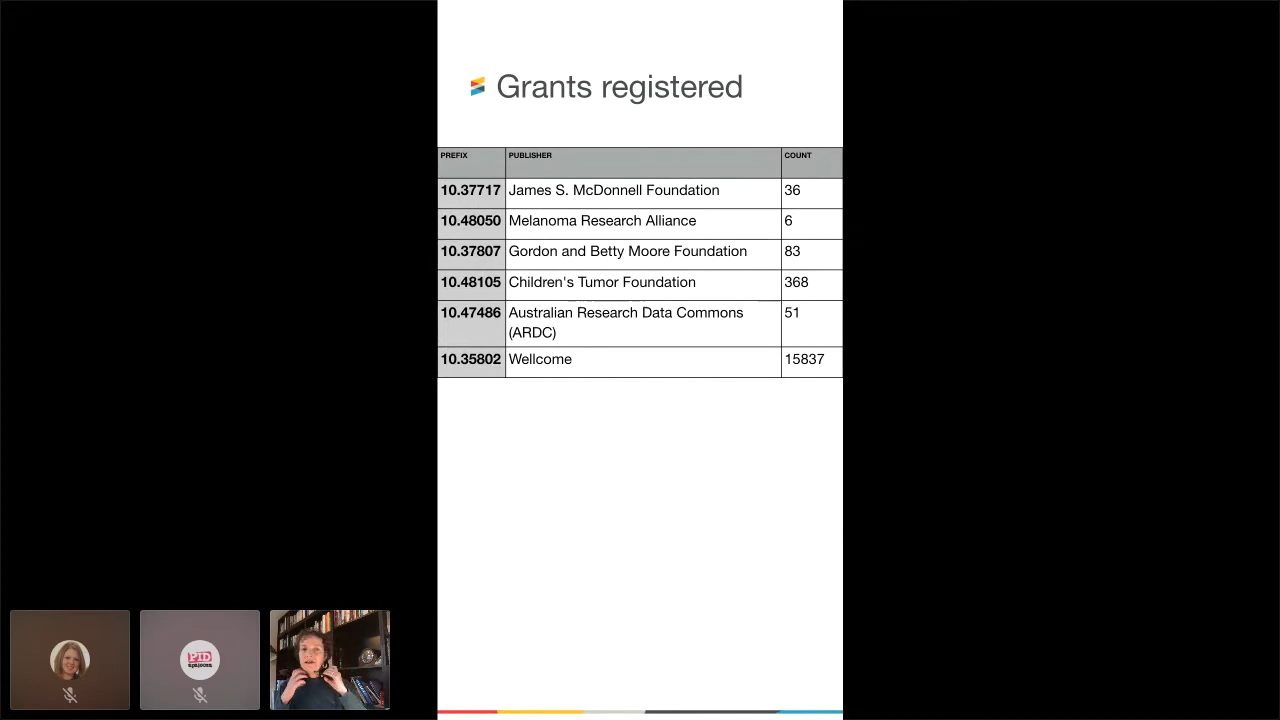 Grants registered
PREFIX PUBLISHER COUNT
10.37717 James S. McDonnell Foundation 36
10.48050 Melanoma Research Alliance 6
10.37807 Gordon and Betty Moore Foundation 83
10.48105 Children's Tumor Foundation 368
10.47486 Australian Research Data Commons 51
(ARDC)
10.35802 Wellcome 15837
PID
apalooza